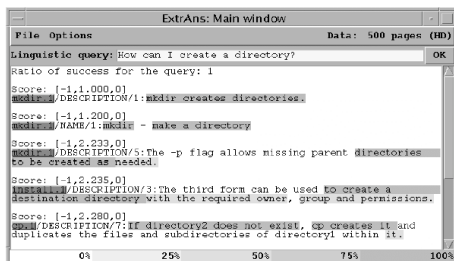 ExtrAns: Main window
File Options Data: 500 pages (HD)
Linguistic query: How can I create a directory? OK
Ratio of success for the query: 1
Score: [-1,1.000,0]
mkdir.1/DESCRIPTION/1:mkdir creates directories.
Score: [-1,1.200,0]
mkdir.1/NAME/1:mkdir - make a directory
Score: [-1,2.233,0]
mkdir.1/DESCRIPTION/5:The -p flag allows missing parent directories
to be created as needed.
Score: [-1,2.235,0]
install.1/DESCRIPTION/3:The third form can be used to create a
destination directory with the required owner, group and permissions.
Score: [-1,2.280,0]
cp.1/DESCRIPTION/7:If directory2 does not exist, cp creates it and
duplicates the files and subdirectories of directory1 within it.
0% 25% 50% 75% 100%